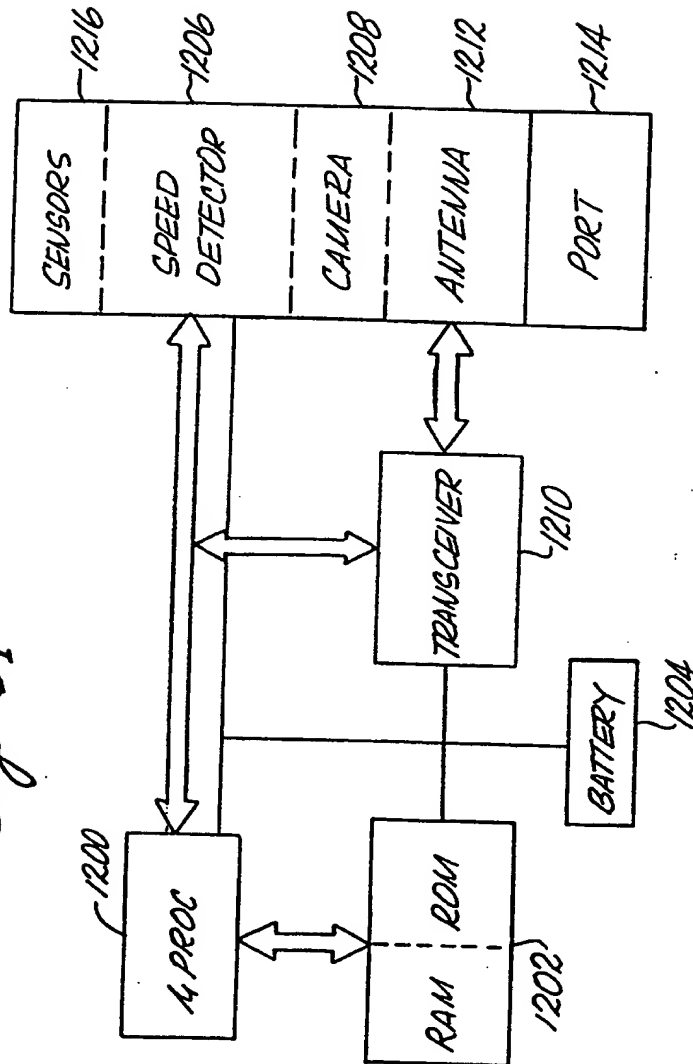 1200
μ PROC
RAM
ROM
1202
BATTERY
1204
TRANSCEIVER
1210
SENSORS
1216
SPEED
DETECTOR
1206
CAMERA
1208
ANTENNA
1212
PORT
1214